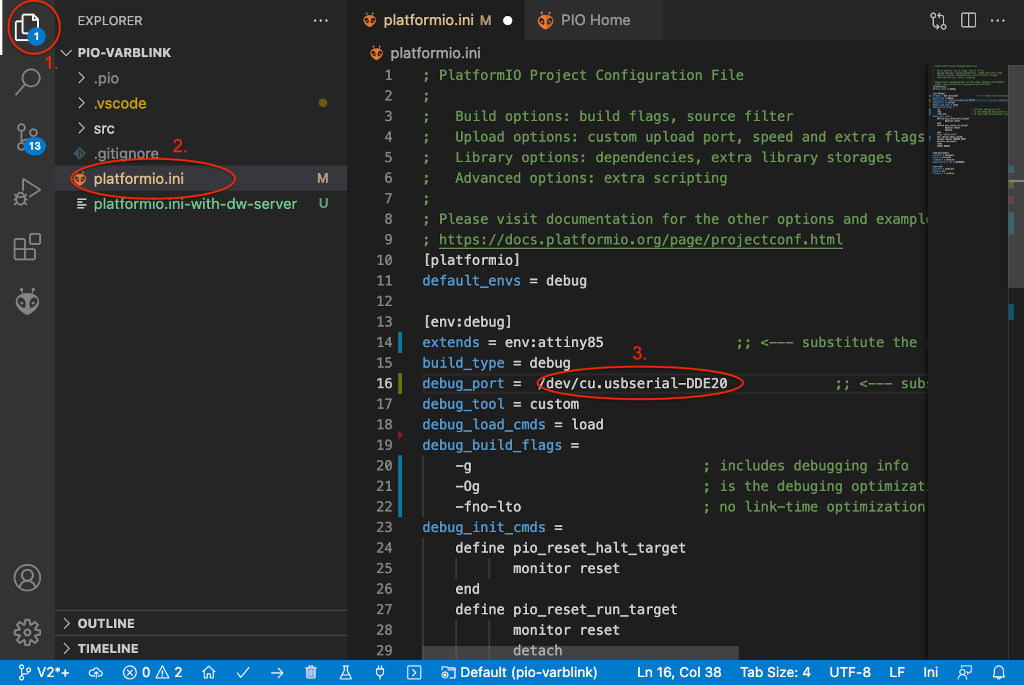 1
1.
EXPLORER
PIO-VARBLINK
.pio
.vscode
src
.gitignore
2.
platformio.ini M
platformio.ini-with-dw-server U
13
OUTLINE
TIMELINE
platformio.ini M
PIO Home
platformio.ini
1 ; PlatformIO Project Configuration File
2 ;
3 ;   Build options: build flags, source filter
4 ;   Upload options: custom upload port, speed and extra flags
5 ;   Library options: dependencies, extra library storages
6 ;   Advanced options: extra scripting
7 ;
8 ; Please visit documentation for the other options and example
9 ; https://docs.platformio.org/page/projectconf.html
10 [platformio]
11 default_envs = debug
12
13 [env:debug]
14 extends = env:attiny85 ;; <--- substitute the
3.
15 build_type = debug
16 debug_port = /dev/cu.usbserial-DDE20 ;; <--- subs
17 debug_tool = custom
18 debug_load_cmds = load
19 debug_build_flags =
20 -g ; includes debugging info
21 -Og ; is the debuging optimizati
22 -fno-lto ; no link-time optimization
23 debug_init_cmds =
24 define pio_reset_halt_target
25 monitor reset
26 end
27 define pio_reset_run_target
28 monitor reset
29 detach
V2*+ 0 2 Default (pio-varblink) Ln 16, Col 38 Tab Size: 4 UTF-8 LF Ini